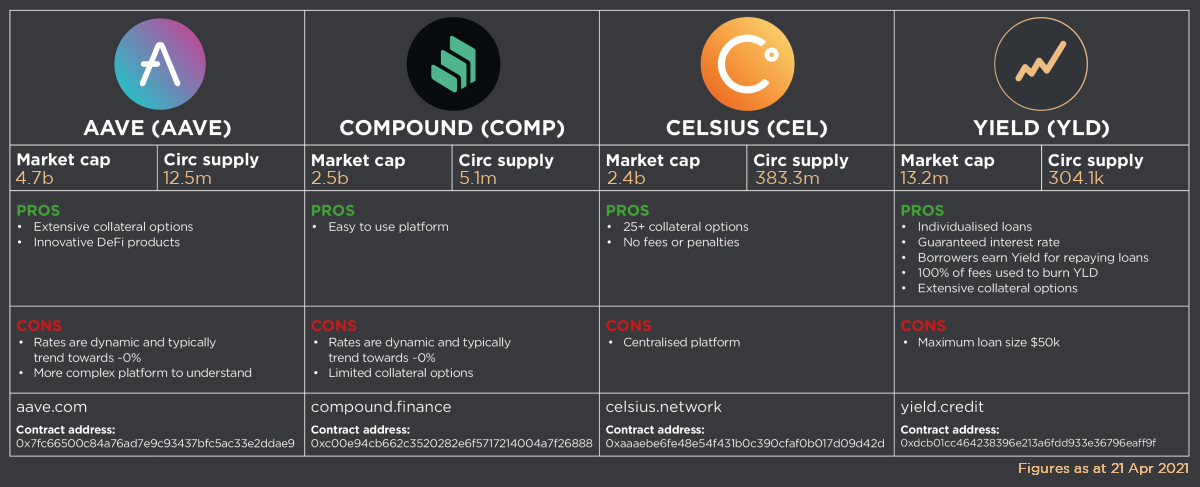 AAVE (AAVE)
Market cap
4.7b
Circ supply
12.5m
PROS
• Extensive collateral options
• Innovative DeFi products
CONS
• Rates are dynamic and typically
trend towards ~0%
• More complex platform to understand
aave.com
Contract address:
0x7fc66500c84a76ad7e9c93437bfc5ac33e2ddae9
COMPOUND (COMP)
Market cap
2.5b
Circ supply
5.1m
PROS
• Easy to use platform
CONS
• Rates are dynamic and typically
trend towards ~0%
• Limited collateral options
compound.finance
Contract address:
0xc00e94cb662c3520282e6f5717214004a7f26888
CELSIUS (CEL)
Market cap
2.4b
Circ supply
383.3m
PROS
• 25+ collateral options
• No fees or penalties
CONS
• Centralised platform
celsius.network
Contract address:
0xaaaebe6fe48e54f431b0c390cfaf0b017d09d42d
YIELD (YLD)
Market cap
13.2m
Circ supply
304.1k
PROS
• Individualised loans
• Guaranteed interest rate
• Borrowers earn Yield for repaying loans
• 100% of fees used to burn YLD
• Extensive collateral options
CONS
• Maximum loan size $50k
yield.credit
Contract address:
0xdcb01cc464238396e213a6fdd933e36796eaff9f
Figures as at 21 Apr 2021